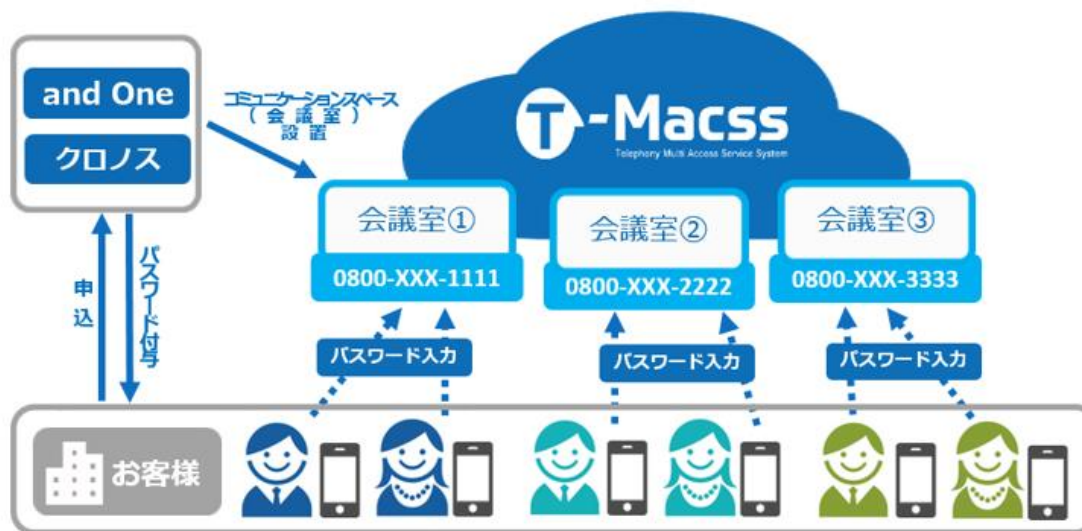 and One
クロノス
コミュニケーションスペース
(会議室)
設置
T-Macss
Telephony Multi Access Service System
会議室①
0800-XXX-1111
会議室②
0800-XXX-2222
会議室③
0800-XXX-3333
申込
パスワード付与
パスワード入力
パスワード入力
パスワード入力
お客様